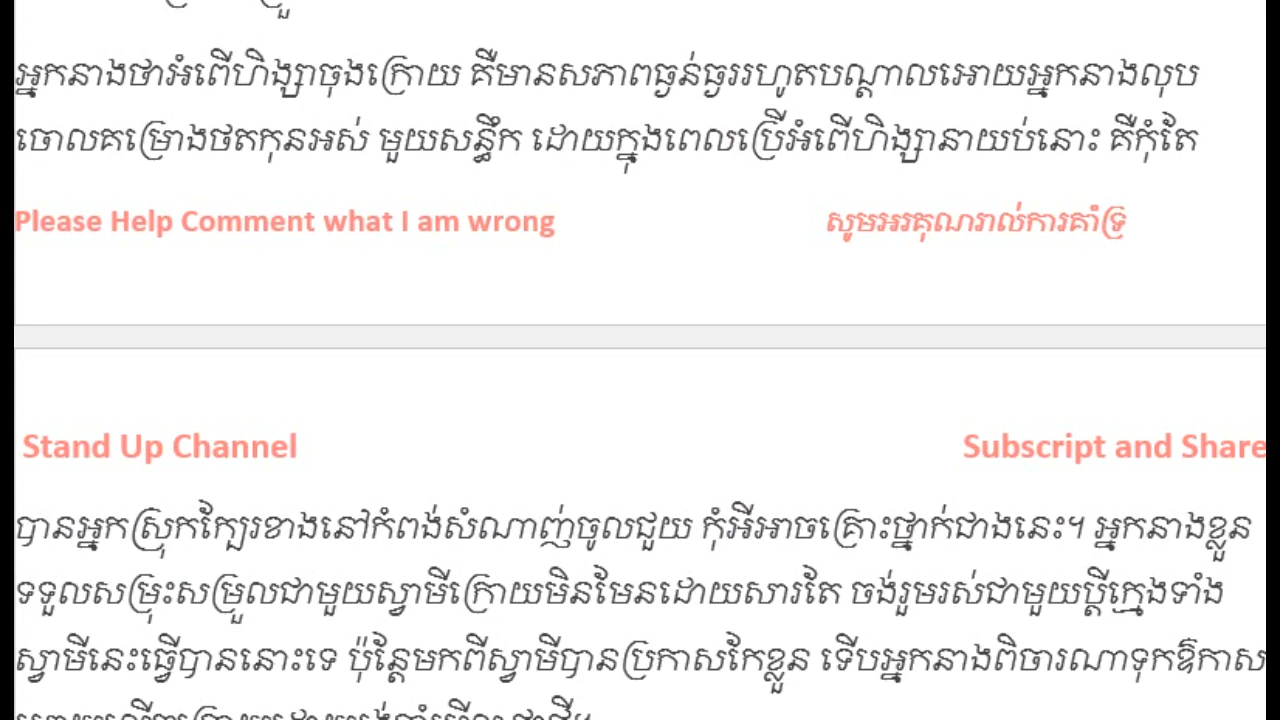 អ្នកនាងថាអំពើហិង្សាចុងក្រោយ គឺមានសភាពធ្ងន់ធ្ងររហូតបណ្តាលអោយអ្នកនាងលុប
ចោលគម្រោងថតកុនអស់ មួយសន្ធឹក ដោយក្នុងពេលប្រើអំពើហិង្សានាយប់នោះ គឺកុំតែ
Please Help Comment what I am wrong
សូមអរគុណរាល់ការគាំទ្រ
Stand Up Channel
Subscript and Share
បានអ្នកស្រុកក្បែរខាងនៅកំពង់សំណាញ់ចូលជួយ កុំអីអាចគ្រោះថ្នាក់ជាងនេះ។ អ្នកនាងខ្លួន
ទទួលសម្រុះសម្រួលជាមួយស្វាមីក្រោយមិនមែនដោយសារតែ ចង់រួមរស់ជាមួយប្តីក្មេងទាំង
ស្វាមីនេះធ្វើបាននោះទេ ប៉ុន្តែមកពីស្វាមីបានប្រកាសកែខ្លួន ទើបអ្នកនាងពិចារណាទុកឱកាស